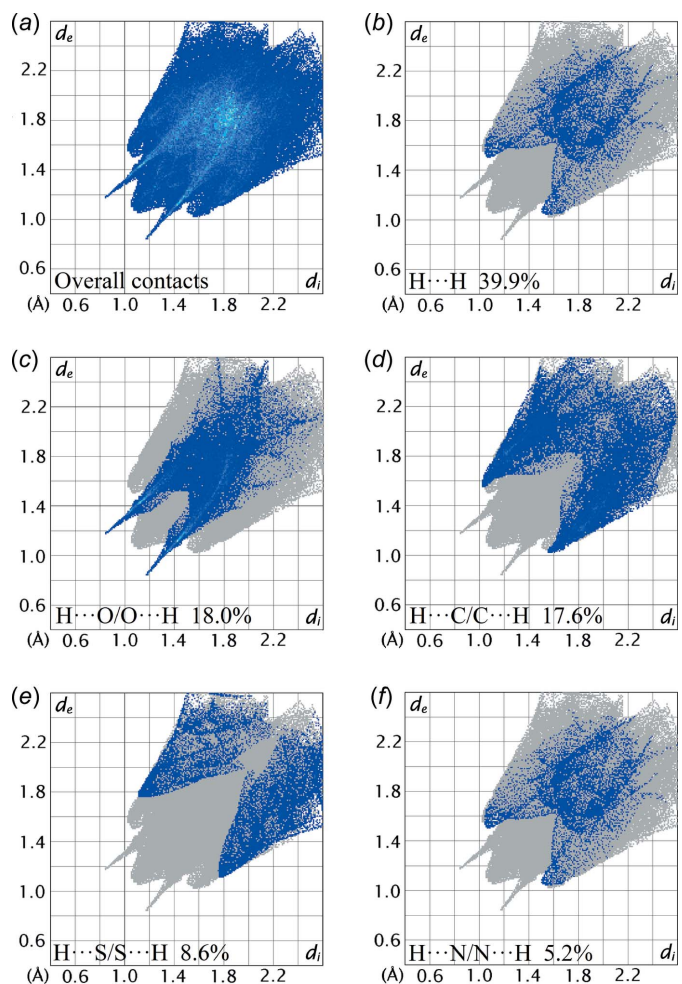 (a)
dₑ
2.2
1.8
1.4
1.0
0.6
Overall contacts
dᵢ
(Å) 0.6 1.0 1.4 1.8 2.2
(b)
dₑ
2.2
1.8
1.4
1.0
0.6
H···H 39.9%
dᵢ
(Å) 0.6 1.0 1.4 1.8 2.2
(c)
dₑ
2.2
1.8
1.4
1.0
0.6
H···O/O···H 18.0%
dᵢ
(Å) 0.6 1.0 1.4 1.8 2.2
(d)
dₑ
2.2
1.8
1.4
1.0
0.6
H···C/C···H 17.6%
dᵢ
(Å) 0.6 1.0 1.4 1.8 2.2
(e)
dₑ
2.2
1.8
1.4
1.0
0.6
H···S/S···H 8.6%
dᵢ
(Å) 0.6 1.0 1.4 1.8 2.2
(f)
dₑ
2.2
1.8
1.4
1.0
0.6
H···N/N···H 5.2%
dᵢ
(Å) 0.6 1.0 1.4 1.8 2.2